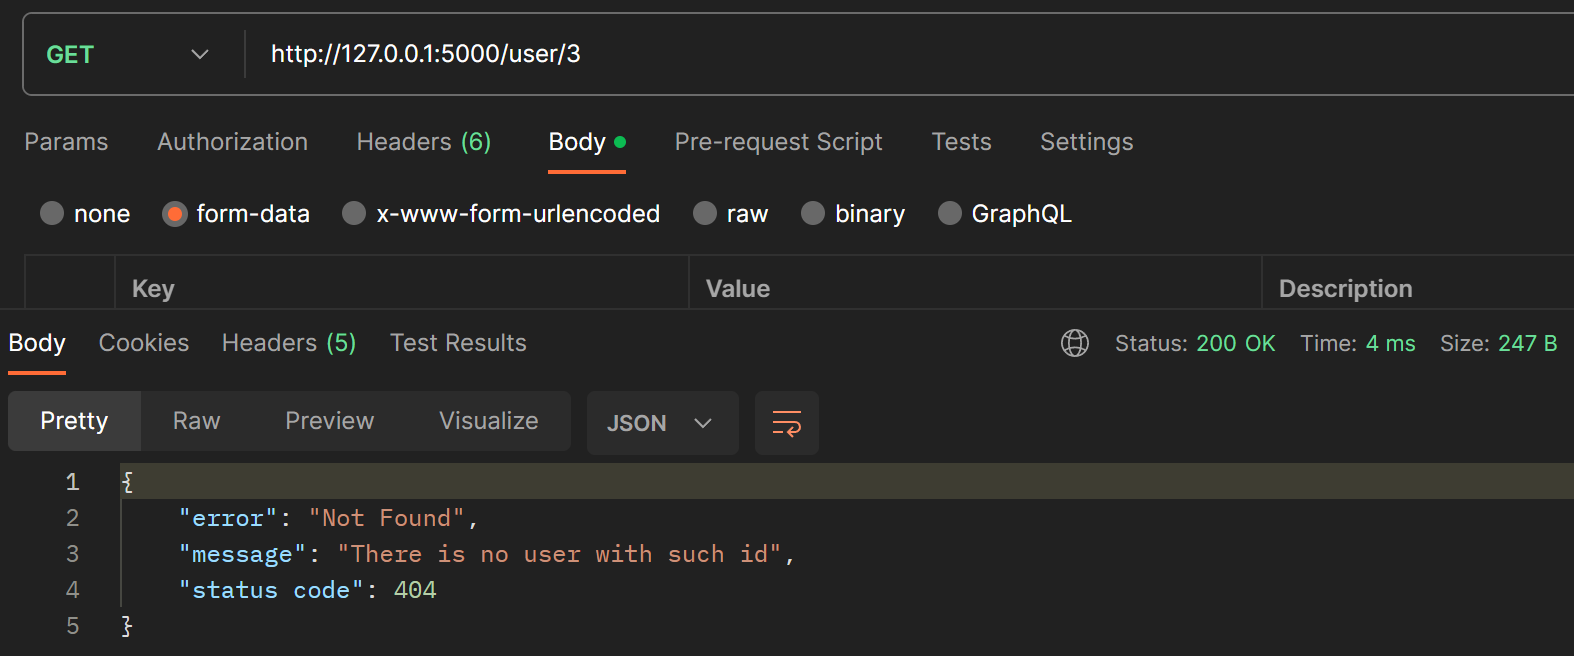 GET http://127.0.0.1:5000/user/3
Params Authorization Headers (6) Body Pre-request Script Tests Settings
none form-data x-www-form-urlencoded raw binary GraphQL
Key Value Description
Body Cookies Headers (5) Test Results Status: 200 OK Time: 4 ms Size: 247 B
Pretty Raw Preview Visualize JSON
1 {
2 "error": "Not Found",
3 "message": "There is no user with such id",
4 "status code": 404
5 }